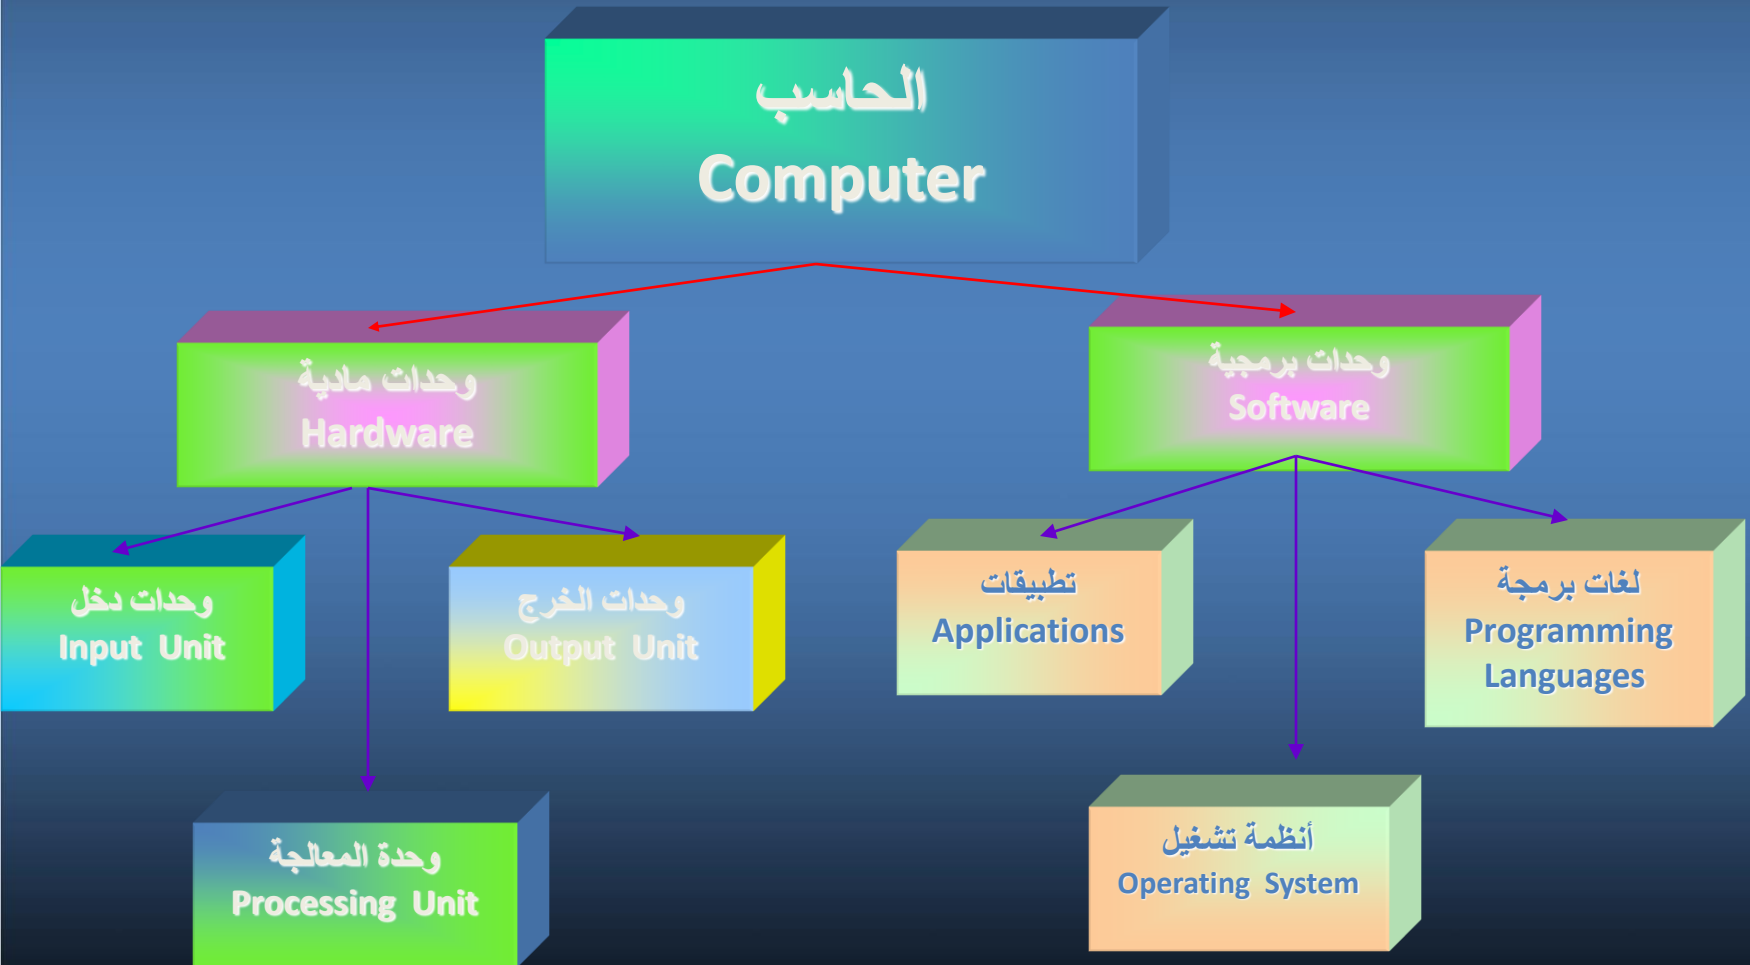 الحاسب
Computer
وحدات مادية
Hardware
وحدات برمجية
Software
وحدات دخل
Input Unit
وحدات الخرج
Output Unit
تطبيقات
Applications
لغات برمجة
Programming
Languages
وحدة المعالجة
Processing Unit
أنظمة تشغيل
Operating System